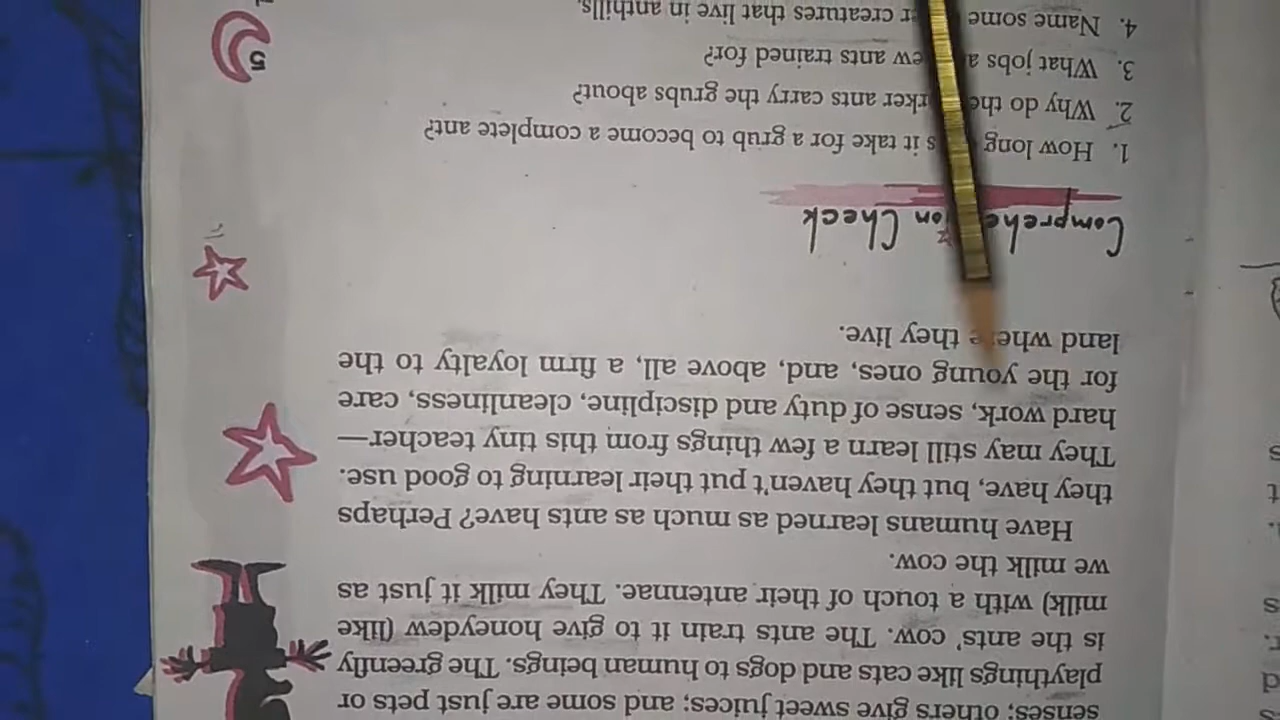 senses; others give sweet juices; and some are just pets or
playthings like cats and dogs to human beings. The greenfly
is the ants' cow. The ants train it to give honeydew (like
milk) with a touch of their antennae. They milk it just as
we milk the cow.
Have humans learned as much as ants have? Perhaps
they have, but they haven't put their learning to good use.
They may still learn a few things from this tiny teacher—
hard work, sense of duty and discipline, cleanliness, care
for the young ones, and, above all, a firm loyalty to the
land where they live.
Comprehension Check
1. How long it take for a grub to become a complete ant?
2. Why do the ants carry the grubs about?
3. What jobs ants trained for?
4. Name some creatures that live in anthills.
5